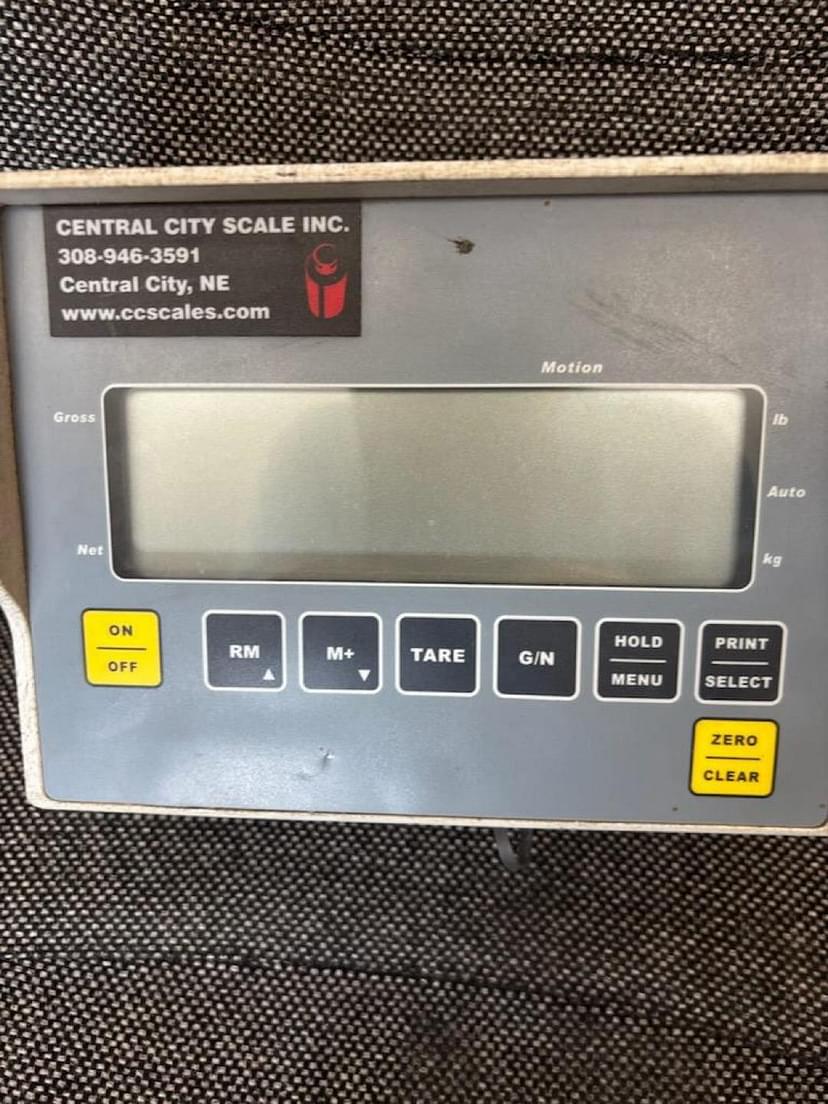 CENTRAL CITY SCALE INC.
308-946-3591
Central City, NE
www.ccscales.com
Motion
Gross
lb
Auto
Net
kg
ON
OFF
RM
M+
TARE
G/N
HOLD
MENU
PRINT
SELECT
ZERO
CLEAR